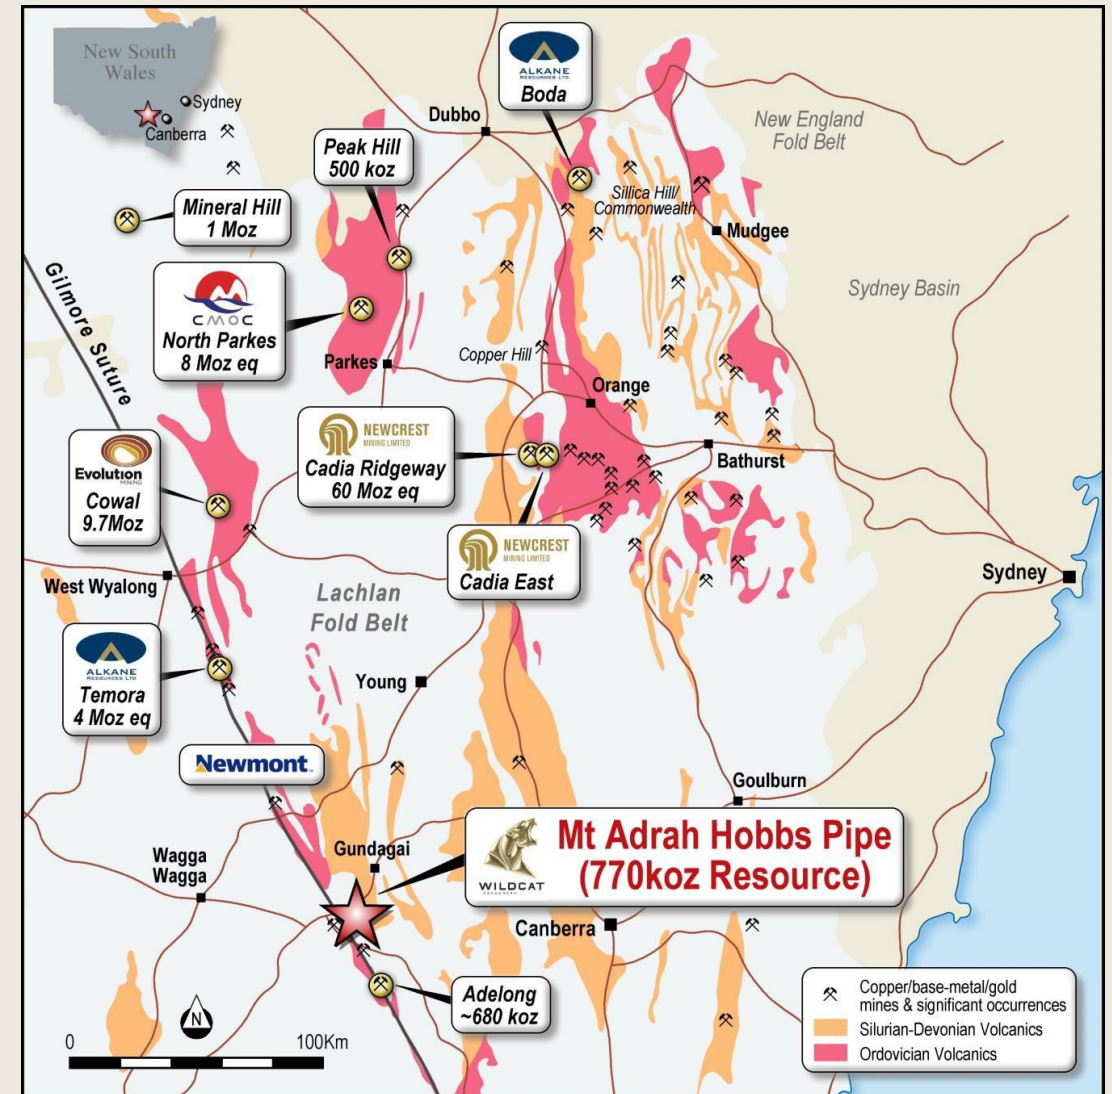 New South
Wales
Sydney
Canberra
ALKANE
RESOURCES LTD
Boda
Dubbo
New England
Fold Belt
Peak Hill
500 koz
Sillica Hill/
Commonwealth
Mineral Hill
1 Moz
Mudgee
Gilmore Suture
CMOC
North Parkes
8 Moz eq
Sydney Basin
Parkes
Copper Hill
Orange
NEWCREST
MINING LIMITED
Cadia Ridgeway
60 Moz eq
Evolution
MINING
Cowal
9.7Moz
Bathurst
NEWCREST
MINING LIMITED
Cadia East
West Wyalong
Sydney
Lachlan
Fold Belt
ALKANE
RESOURCES LTD
Temora
4 Moz eq
Young
Newmont
Goulburn
Mt Adrah Hobbs Pipe
(770koz Resource)
WILDCAT
Gundagai
Wagga
Wagga
Canberra
Adelong
~680 koz
N
0 100Km
Copper/base-metal/gold
mines & significant occurrences
Silurian-Devonian Volcanics
Ordovician Volcanics